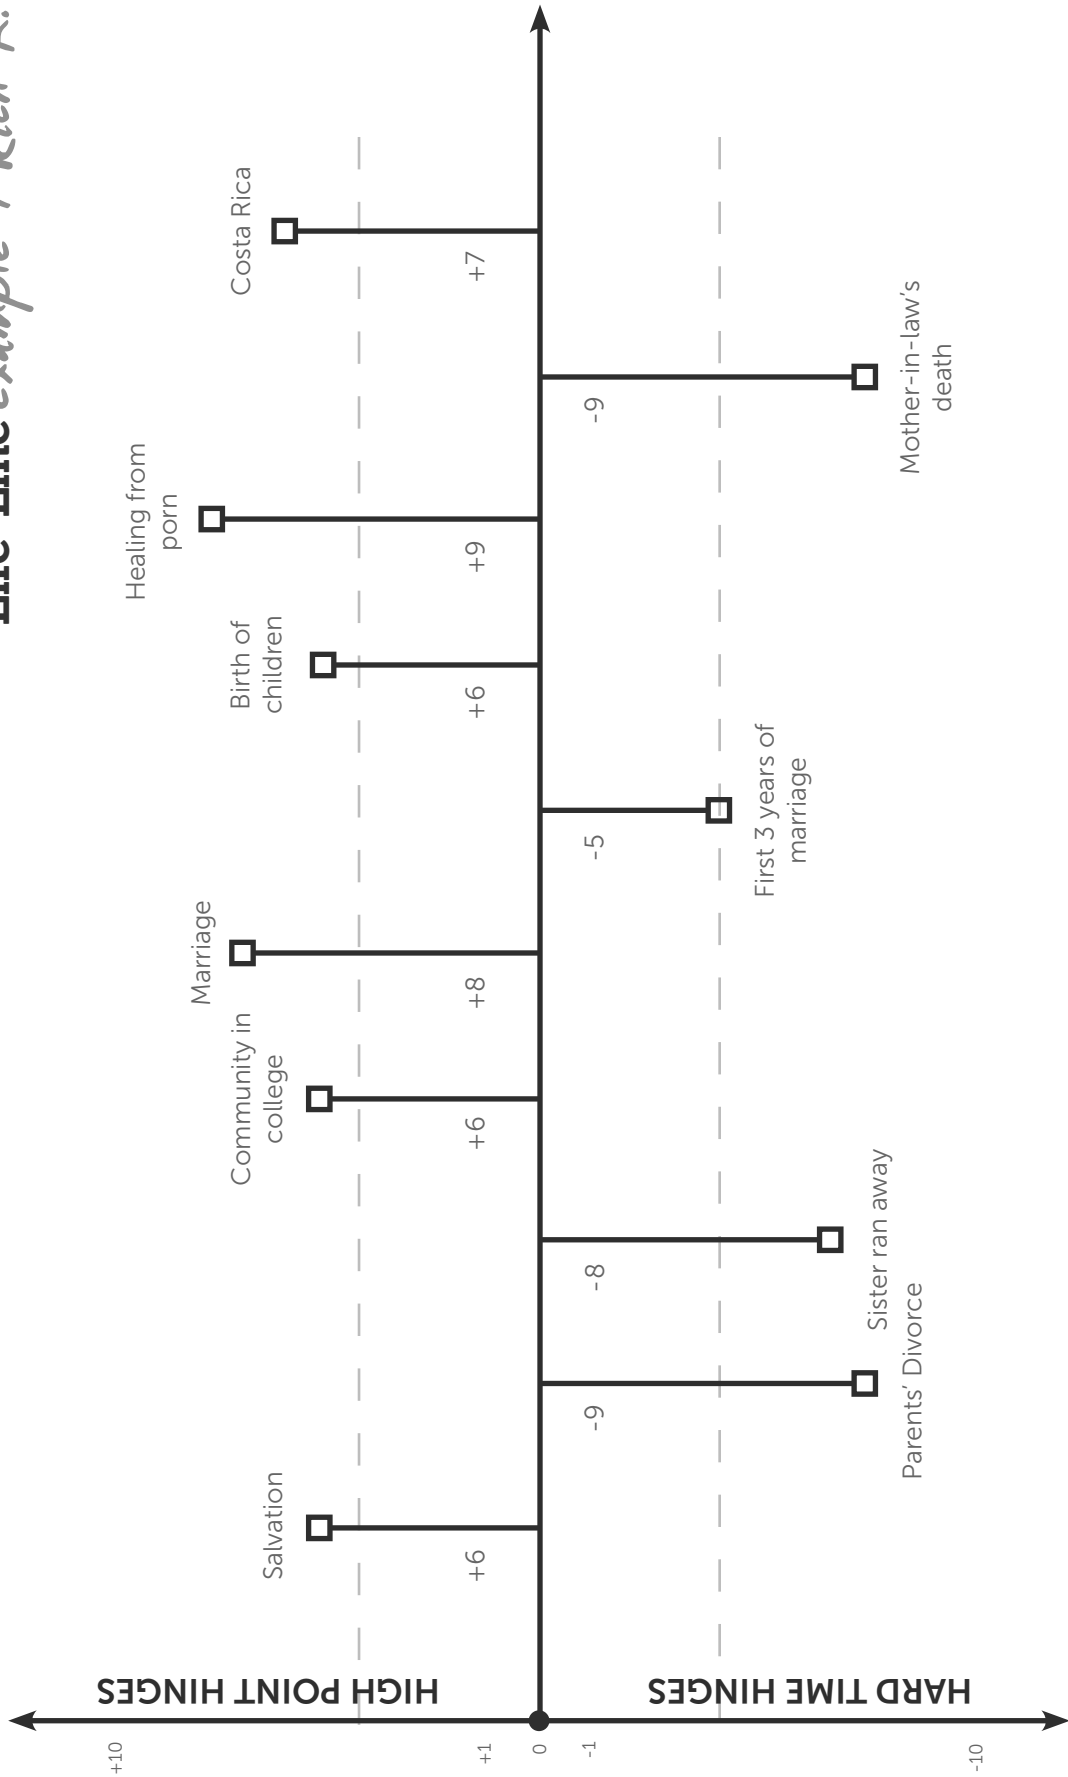 Life Line example / Rich
HIGH POINT HINGES
HARD TIME HINGES
+10
+1
0
-1
-10
Salvation
+6
Parents' Divorce
-9
Sister ran away
-8
Community in
college
+6
Marriage
+8
First 3 years of
marriage
-5
Birth of
children
+6
Healing from
porn
+9
Mother-in-law's
death
-9
Costa Rica
+7